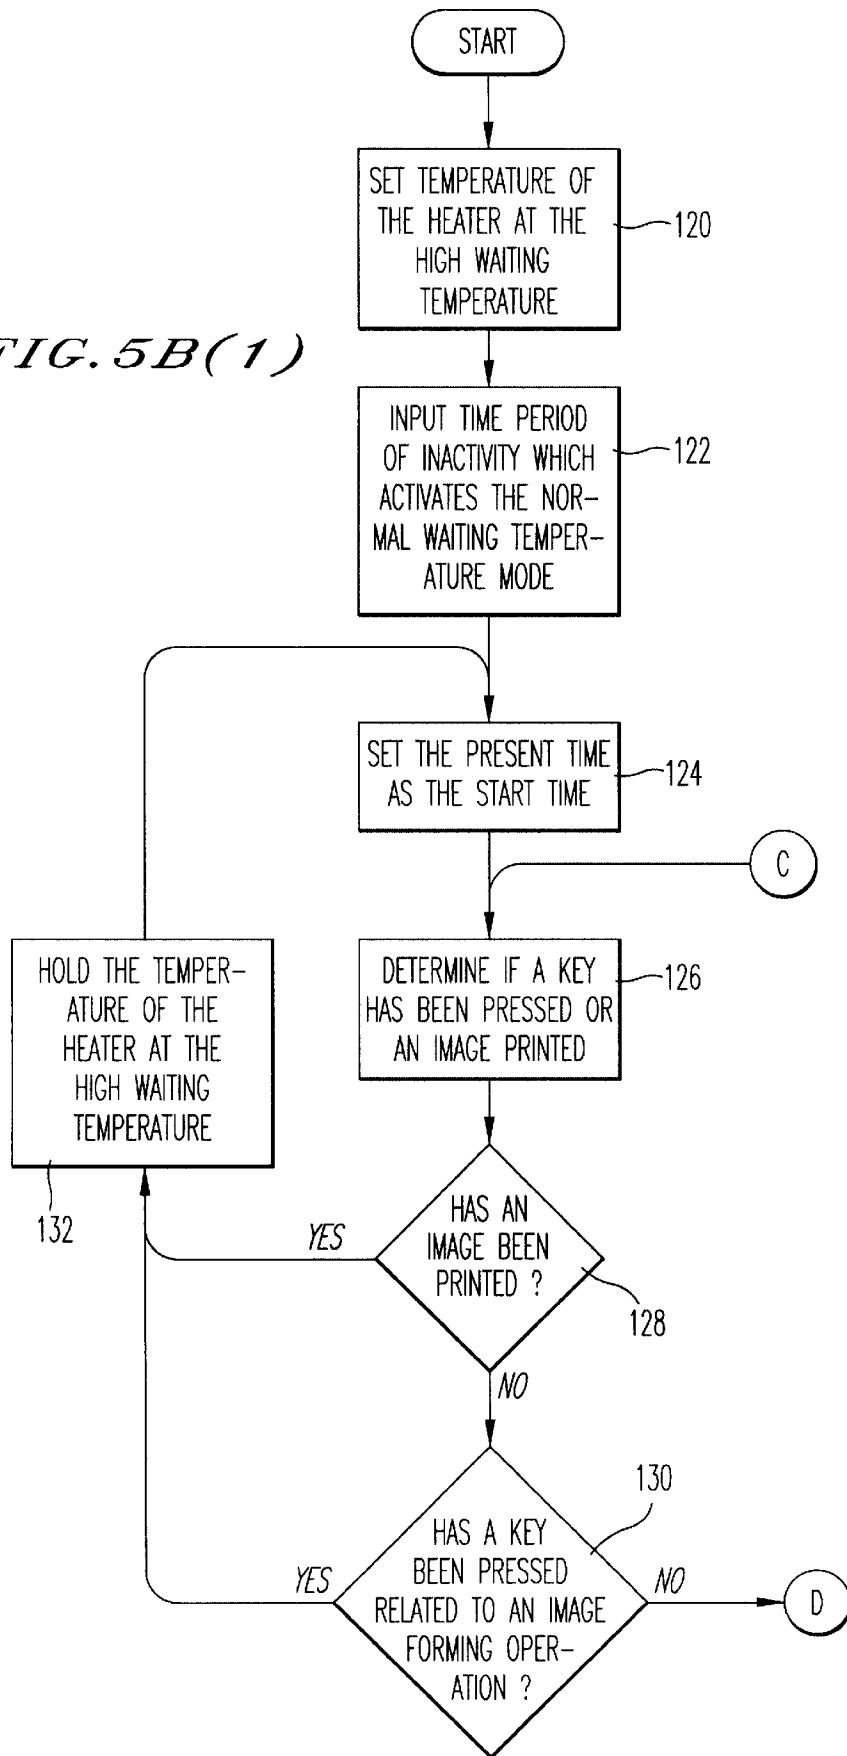 START
SET TEMPERATURE OF
THE HEATER AT THE
HIGH WAITING
TEMPERATURE
120
FIG. 5B(1)
INPUT TIME PERIOD
OF INACTIVITY WHICH
ACTIVATES THE NOR-
MAL WAITING TEMPER-
ATURE MODE
122
SET THE PRESENT TIME
AS THE START TIME
124
C
HOLD THE TEMPER-
ATURE OF THE
HEATER AT THE
HIGH WAITING
TEMPERATURE
132
DETERMINE IF A KEY
HAS BEEN PRESSED OR
AN IMAGE PRINTED
126
YES
HAS AN
IMAGE BEEN
PRINTED ?
128
NO
130
YES
HAS A KEY
BEEN PRESSED
RELATED TO AN IMAGE
FORMING OPER-
ATION ?
NO
D